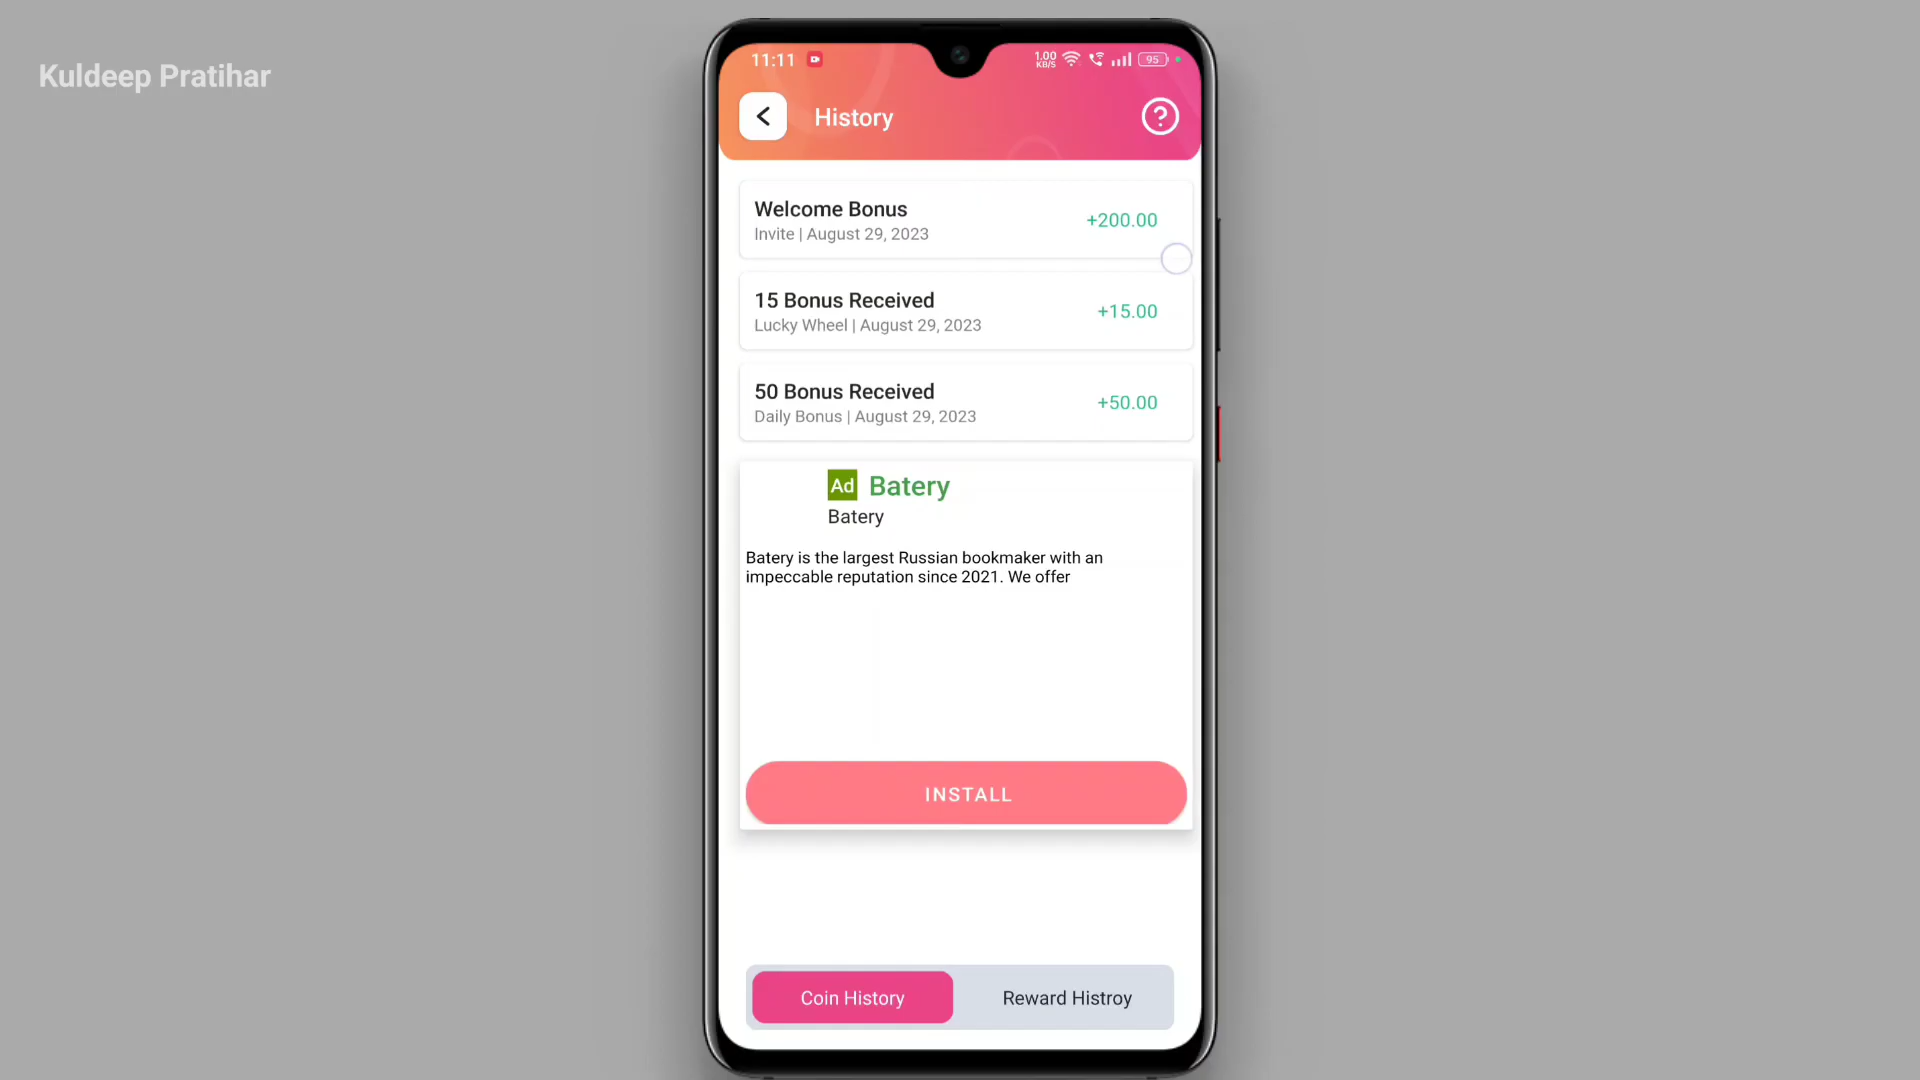 Kuldeep Pratihar
11:11
1.00
KB/S
95
History
Welcome Bonus
+200.00
Invite | August 29, 2023
15 Bonus Received
+15.00
Lucky Wheel | August 29, 2023
50 Bonus Received
+50.00
Daily Bonus | August 29, 2023
Ad Batery
Batery
Batery is the largest Russian bookmaker with an
impeccable reputation since 2021. We offer
INSTALL
Coin History
Reward Histroy